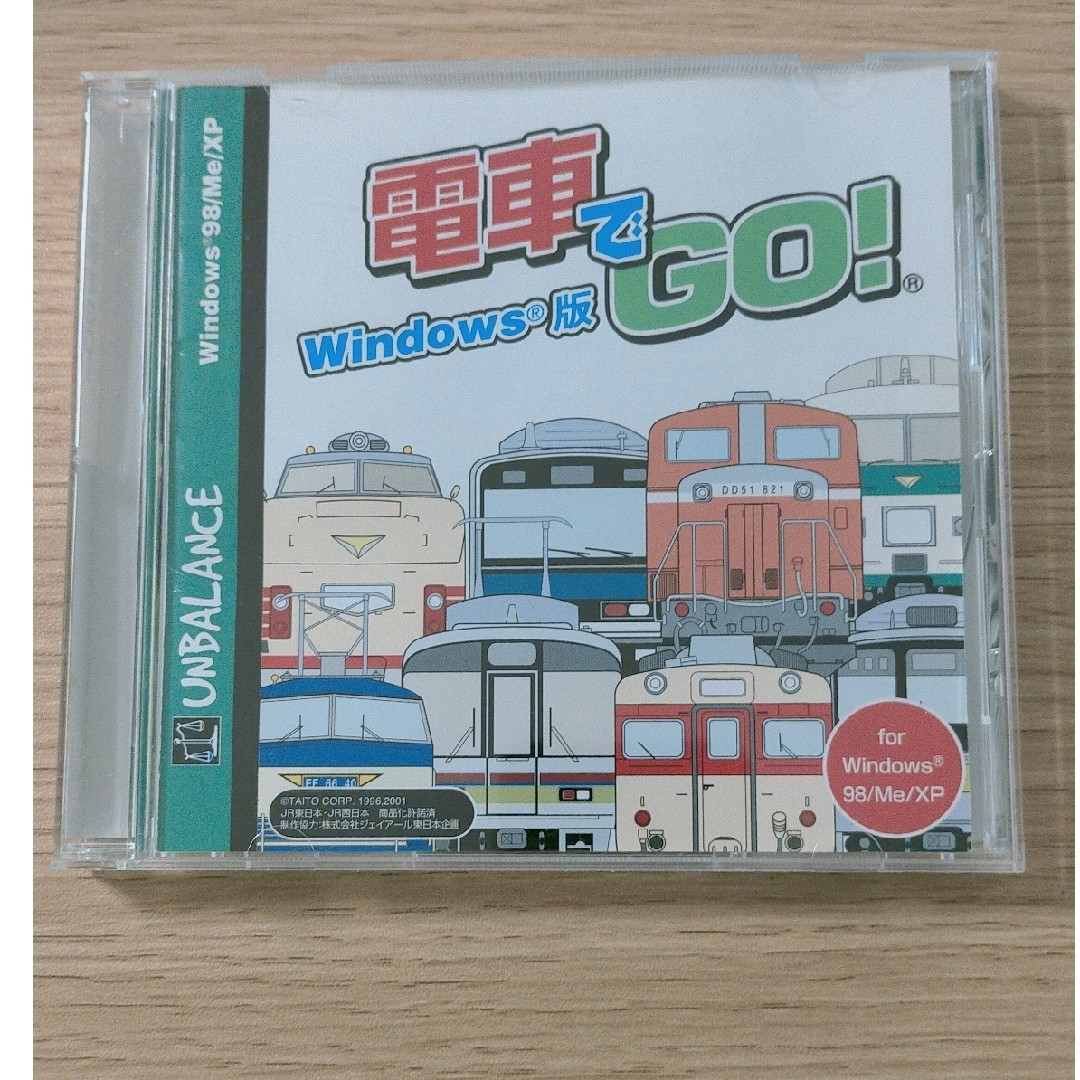 Windows®98/Me/XP
UNBALANCE
電車でGO!®
Windows®版
DD51 821
EF 66 40
for
Windows®
98/Me/XP
©TAITO CORP. 1996,2001
JR東日本・JR西日本 商品化許諾済
制作協力:株式会社ジェイアール東日本企画